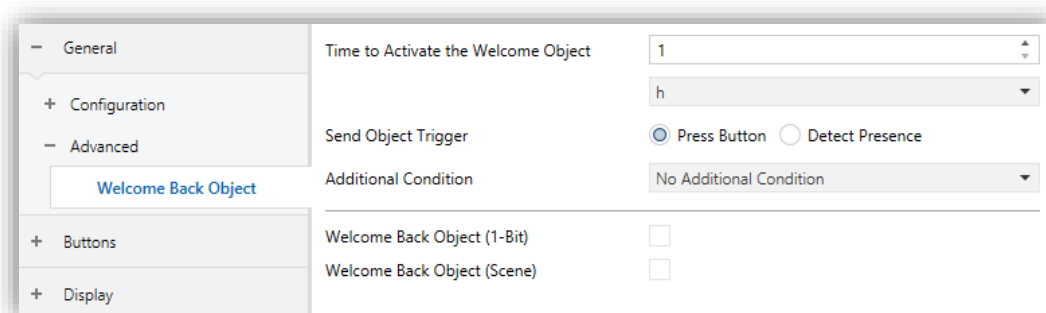 General
Configuration
Advanced
Welcome Back Object
Buttons
Display
Time to Activate the Welcome Object
1
h
Send Object Trigger
Press Button
Detect Presence
Additional Condition
No Additional Condition
Welcome Back Object (1-Bit)
Welcome Back Object (Scene)